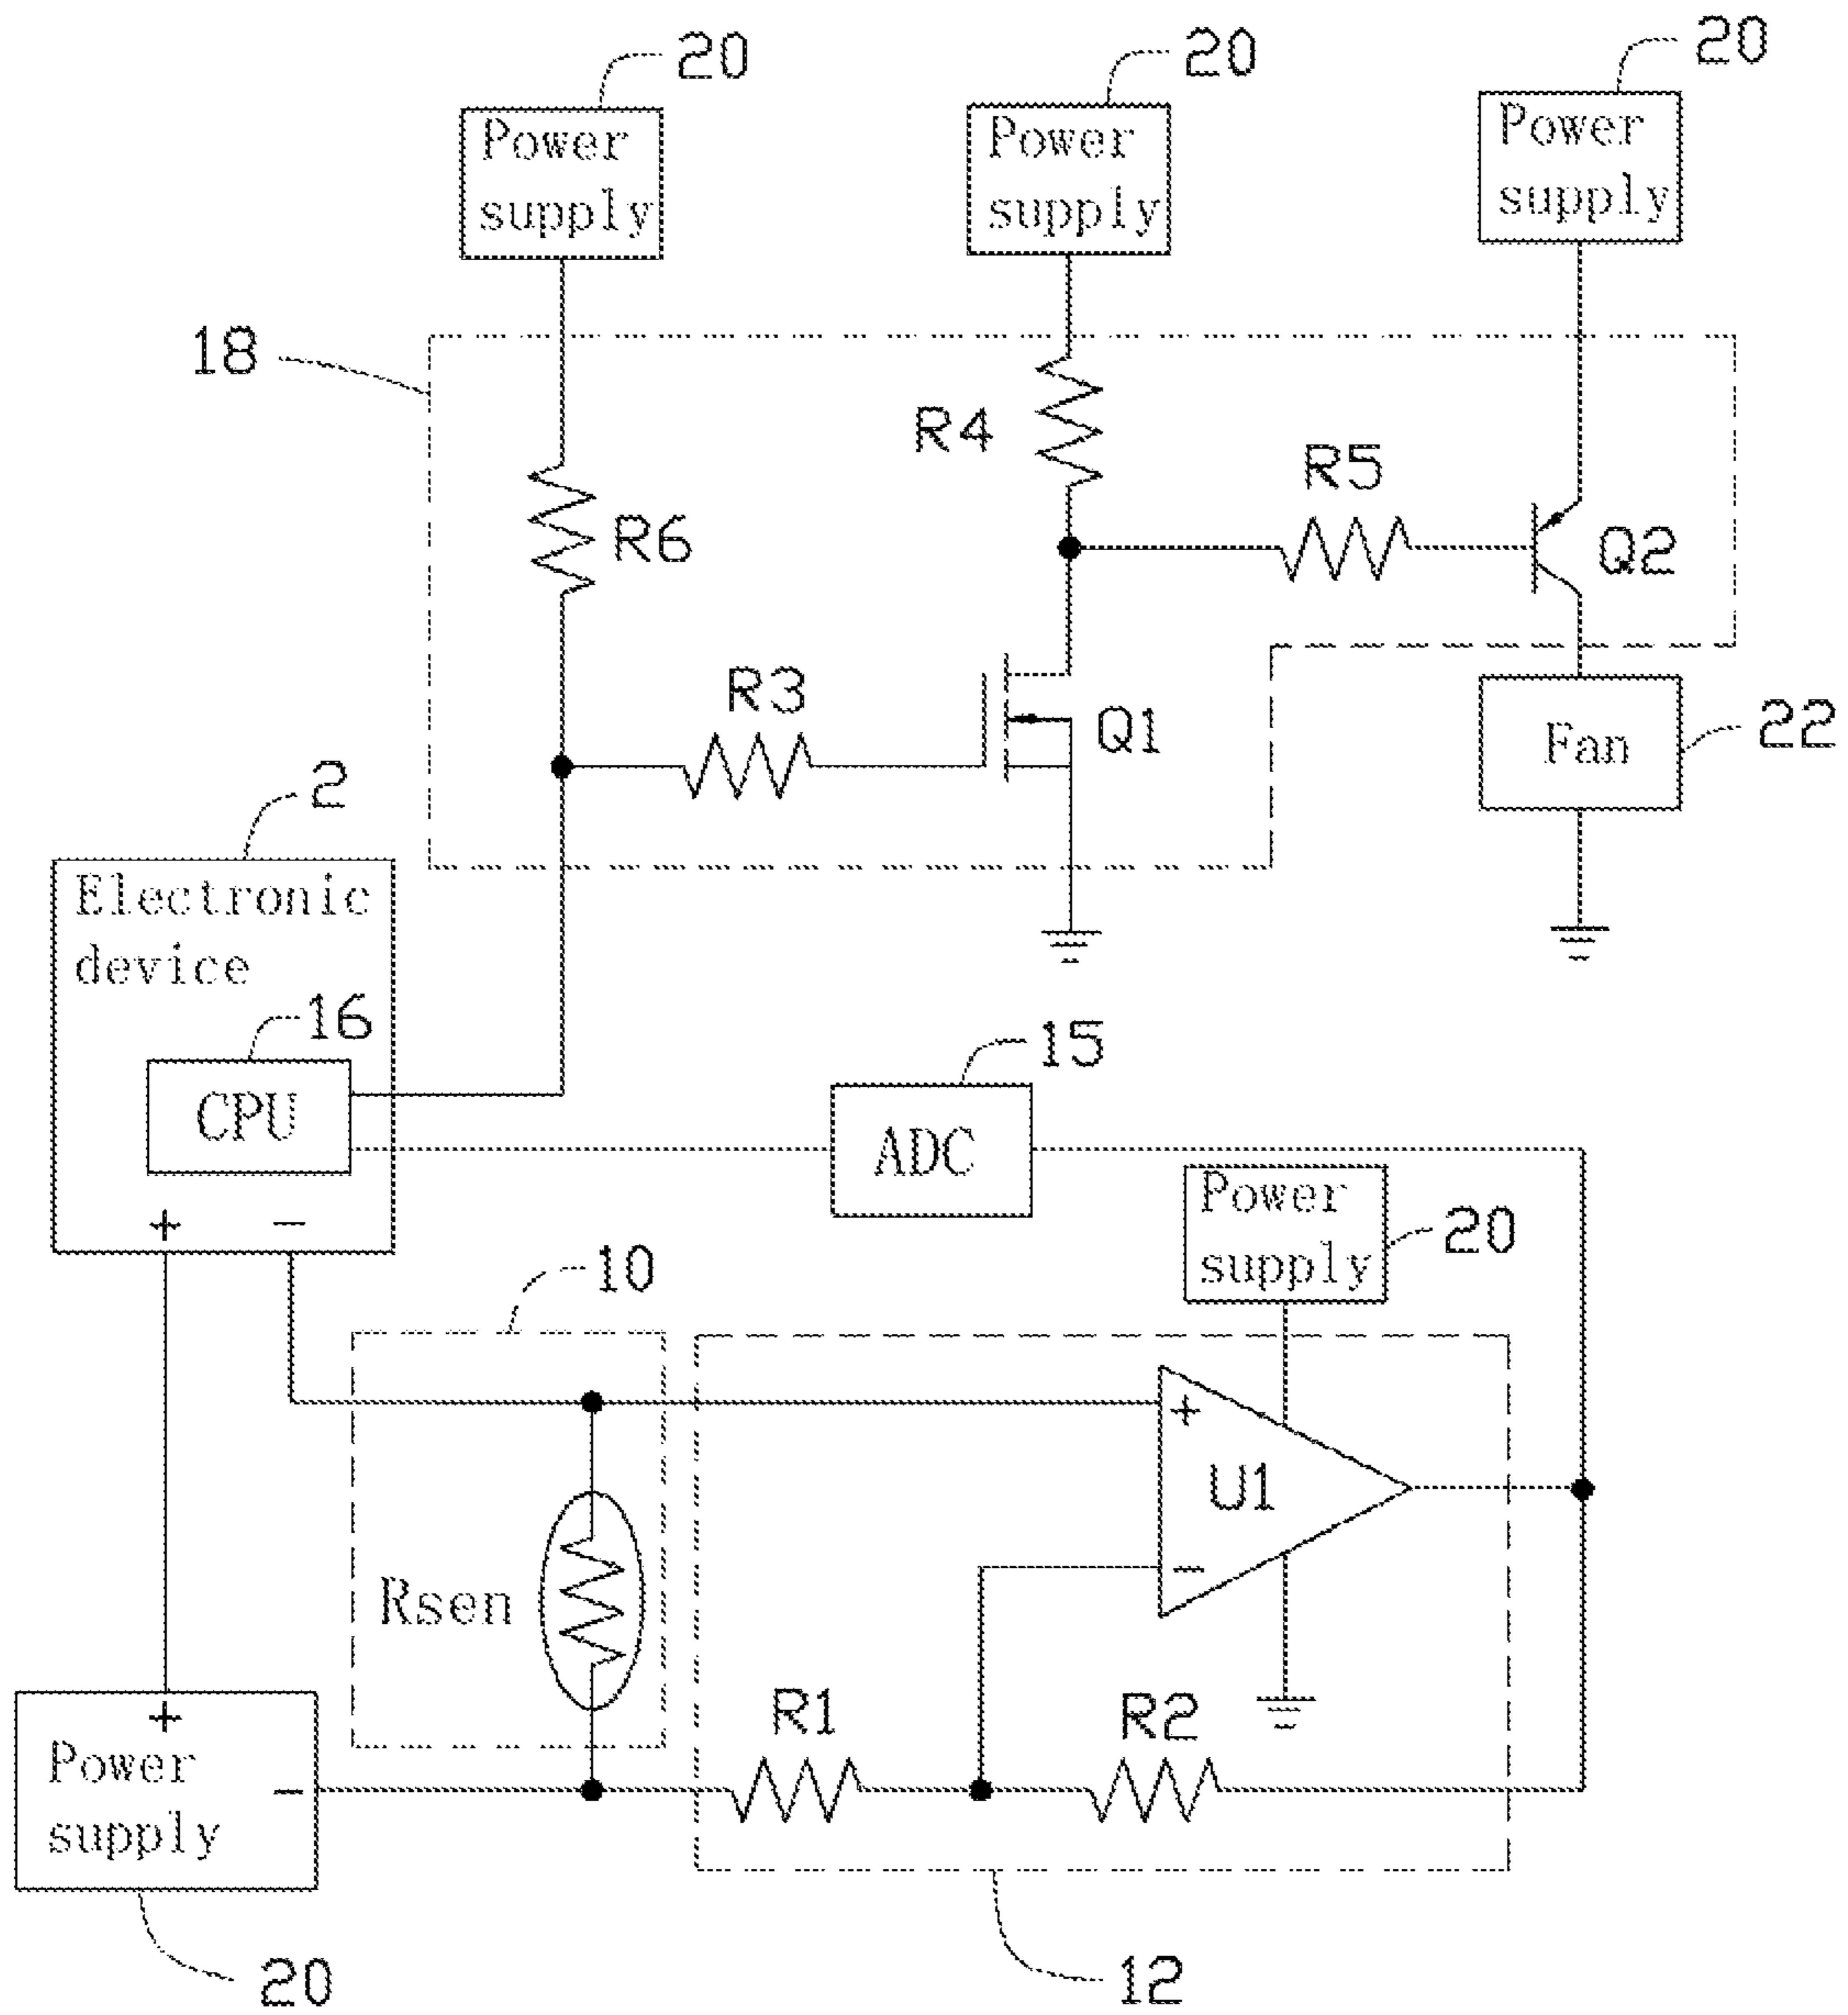 20
20
20
Power
supply
Power
supply
Power
supply
18
R4
R5
R6
Q2
R3
Q1
Fan
22
2
Electronic
device
16
CPU
15
ADC
Power
supply
20
+ −
10
+
U1
−
Rsen
R1
R2
+
Power
supply
−
20
12